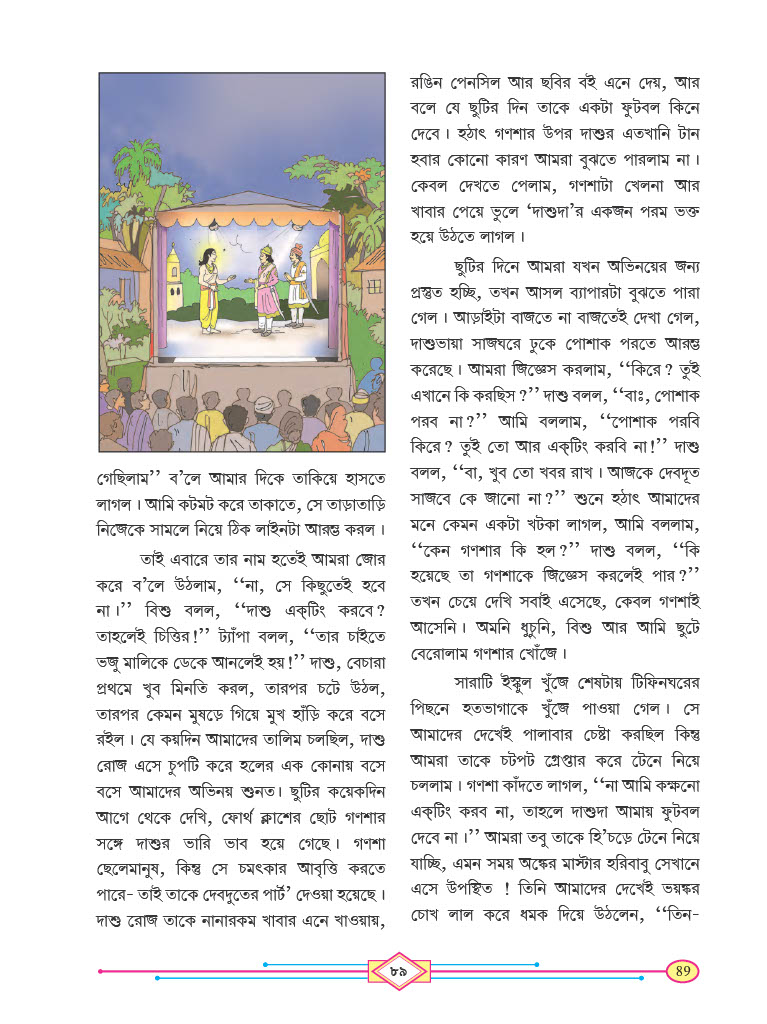 গেছিলাম’’ ব’লে আমার দিকে তাকিয়ে হাসতে
লাগল। আমি কটমট করে তাকাতে, সে তাড়াতাড়ি
নিজেকে সামলে নিয়ে ঠিক লাইনটা আরম্ভ করল।
তাই এবারে তার নাম হতেই আমরা জোর
করে ব’লে উঠলাম, ‘‘না, সে কিছুতেই হবে
না।’’ বিশু বলল, ‘‘দাশু এক্‌টিং করবে?
তাহলেই চিত্তির!’’ ট্যাঁপা বলল, ‘‘তার চাইতে
ভজু মালিকে ডেকে আনলেই হয়!’’ দাশু, বেচারা
প্রথমে খুব মিনতি করল, তারপর চটে উঠল,
তারপর কেমন মুষড়ে গিয়ে মুখ হাঁড়ি করে বসে
রইল। যে কয়দিন আমাদের তালিম চলছিল, দাশু
রোজ এসে চুপটি করে হলের এক কোনায় বসে
বসে আমাদের অভিনয় শুনত। ছুটির কয়েকদিন
আগে থেকে দেখি, ফোর্থ ক্লাশের ছোট গণশার
সঙ্গে দাশুর ভারি ভাব হয়ে গেছে। গণশা
ছেলেমানুষ, কিন্তু সে চমৎকার আবৃত্তি করতে
পারে- তাই তাকে দেবদুতের পার্ট’ দেওয়া হয়েছে।
দাশু রোজ তাকে নানারকম খাবার এনে খাওয়ায়,
রঙিন পেনসিল আর ছবির বই এনে দেয়, আর
বলে যে ছুটির দিন তাকে একটা ফুটবল কিনে
দেবে। হঠাৎ গণশার উপর দাশুর এতখানি টান
হবার কোনো কারণ আমরা বুঝতে পারলাম না।
কেবল দেখতে পেলাম, গণশাটা খেলনা আর
খাবার পেয়ে ভুলে ‘দাশুদা’র একজন পরম ভক্ত
হয়ে উঠতে লাগল।
ছুটির দিনে আমরা যখন অভিনয়ের জন্য
প্রস্তুত হচ্ছি, তখন আসল ব্যাপারটা বুঝতে পারা
গেল। আড়াইটা বাজতে না বাজতেই দেখা গেল,
দাশুভায়া সাজঘরে ঢুকে পোশাক পরতে আরম্ভ
করেছে। আমরা জিজ্ঞেস করলাম, ‘‘কিরে? তুই
এখানে কি করছিস?’’ দাশু বলল, ‘‘বাঃ, পোশাক
পরব না?’’ আমি বললাম, ‘‘পোশাক পরবি
কিরে? তুই তো আর এক্‌টিং করবি না!’’ দাশু
বলল, ‘‘বা, খুব তো খবর রাখ। আজকে দেবদূত
সাজবে কে জানো না?’’ শুনে হঠাৎ আমাদের
মনে কেমন একটা খটকা লাগল, আমি বললাম,
‘‘কেন গণশার কি হল?’’ দাশু বলল, ‘‘কি
হয়েছে তা গণশাকে জিজ্ঞেস করলেই পার?’’
তখন চেয়ে দেখি সবাই এসেছে, কেবল গণশাই
আসেনি। অমনি ধুচুনি, বিশু আর আমি ছুটে
বেরোলাম গণশার খোঁজে।
সারাটি ইস্কুল খুঁজে শেষটায় টিফিনঘরের
পিছনে হতভাগাকে খুঁজে পাওয়া গেল। সে
আমাদের দেখেই পালাবার চেষ্টা করছিল কিন্তু
আমরা তাকে চটপট গ্রেপ্তার করে টেনে নিয়ে
চললাম। গণশা কাঁদতে লাগল, ‘‘না আমি কক্ষনো
এক্‌টিং করব না, তাহলে দাশুদা আমায় ফুটবল
দেবে না।’’ আমরা তবু তাকে হি’চড়ে টেনে নিয়ে
যাচ্ছি, এমন সময় অঙ্কের মাস্টার হরিবাবু সেখানে
এসে উপস্থিত ! তিনি আমাদের দেখেই ভয়ঙ্কর
চোখ লাল করে ধমক দিয়ে উঠলেন, ‘‘তিন-
৮৯
89